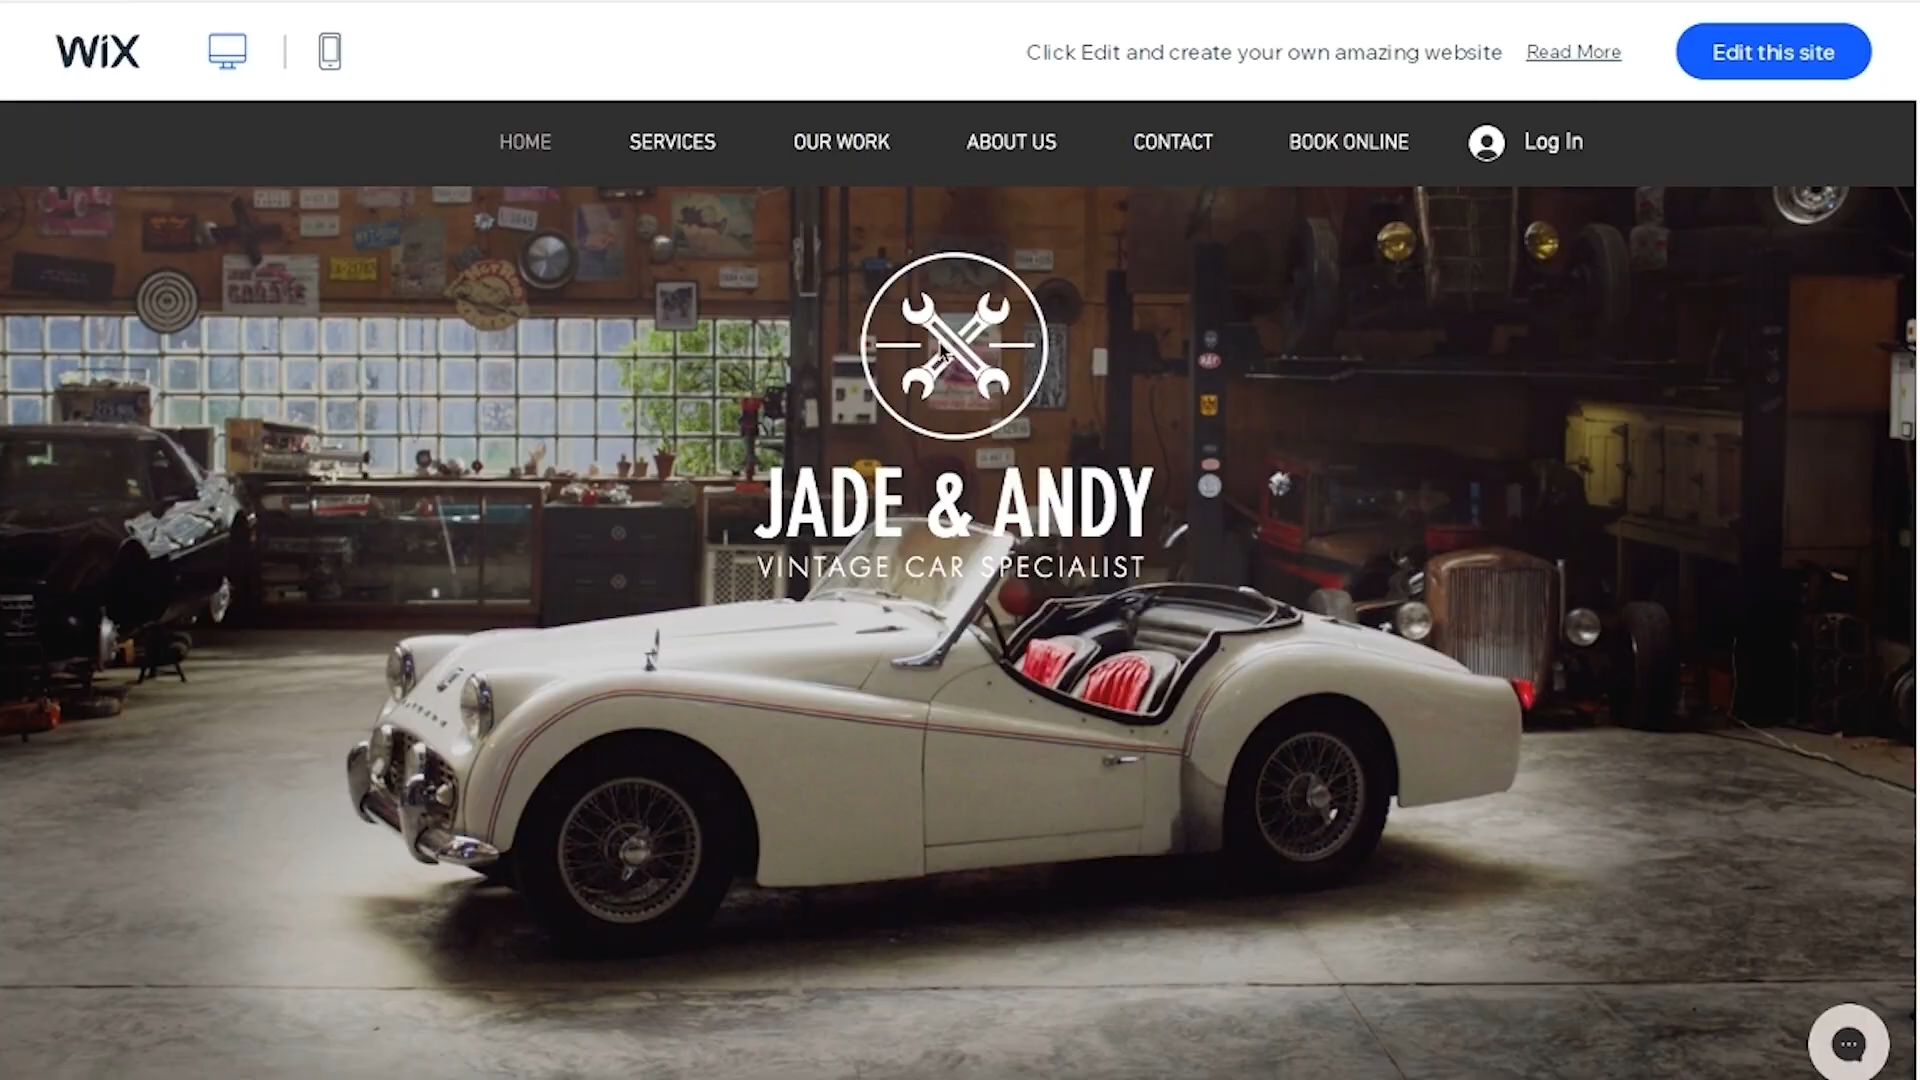 WiX
Click Edit and create your own amazing website Read More Edit this site
HOME SERVICES OUR WORK ABOUT US CONTACT BOOK ONLINE Log In
GARAGE
JADE & ANDY
VINTAGE CAR SPECIALIST